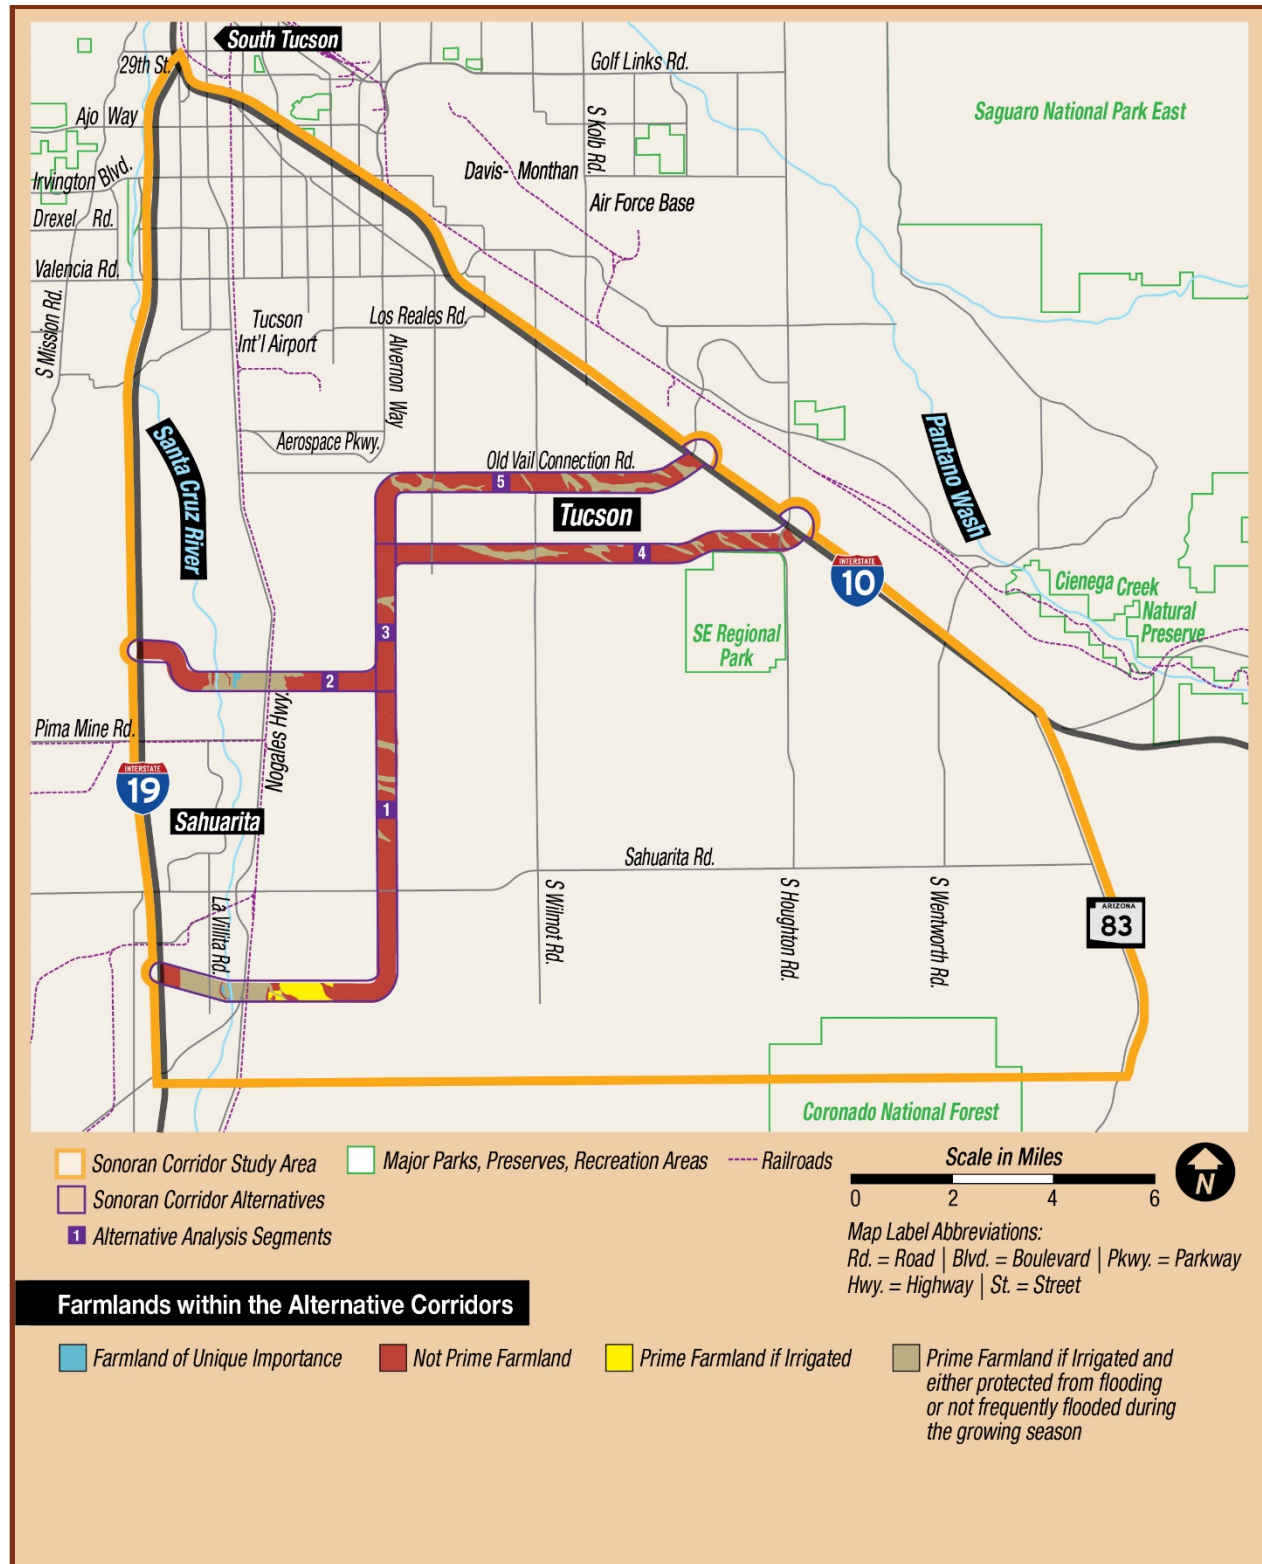 South Tucson
29th St.
Golf Links Rd.
Ajo Way
S Kolb Rd.
Saguaro National Park East
Irvington Blvd.
Davis- Monthan
Air Force Base
Drexel Rd.
Valencia Rd.
S Mission Rd.
Tucson
Int'l Airport
Los Reales Rd.
Alvernon Way
Aerospace Pkwy.
Old Vail Connection Rd.
Santa Cruz River
Pantano Wash
5
Tucson
4
INTERSTATE
10
Cienega Creek
Natural
Preserve
SE Regional
Park
3
2
Nogales Hwy.
Pima Mine Rd.
INTERSTATE
19
1
Sahuarita
Sahuarita Rd.
La Villita Rd.
S Wilmot Rd.
S Houghton Rd.
S Wentworth Rd.
ARIZONA
83
Coronado National Forest
Sonoran Corridor Study Area
Major Parks, Preserves, Recreation Areas
Railroads
Sonoran Corridor Alternatives
1 Alternative Analysis Segments
Scale in Miles
0 2 4 6
N
Map Label Abbreviations:
Rd. = Road | Blvd. = Boulevard | Pkwy. = Parkway
Hwy. = Highway | St. = Street
Farmlands within the Alternative Corridors
Farmland of Unique Importance
Not Prime Farmland
Prime Farmland if Irrigated
Prime Farmland if Irrigated and
either protected from flooding
or not frequently flooded during
the growing season